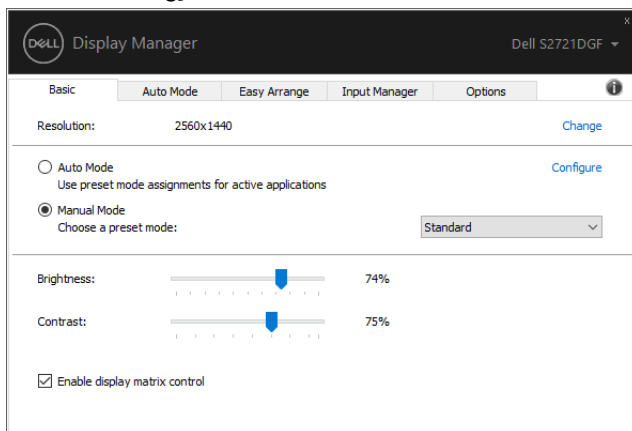 DELL Display Manager Dell S2721DGF
x
Basic Auto Mode Easy Arrange Input Manager Options
Resolution: 2560x1440 Change
Auto Mode Configure
Use preset mode assignments for active applications
Manual Mode
Choose a preset mode: Standard
Brightness: 74%
Contrast: 75%
Enable display matrix control